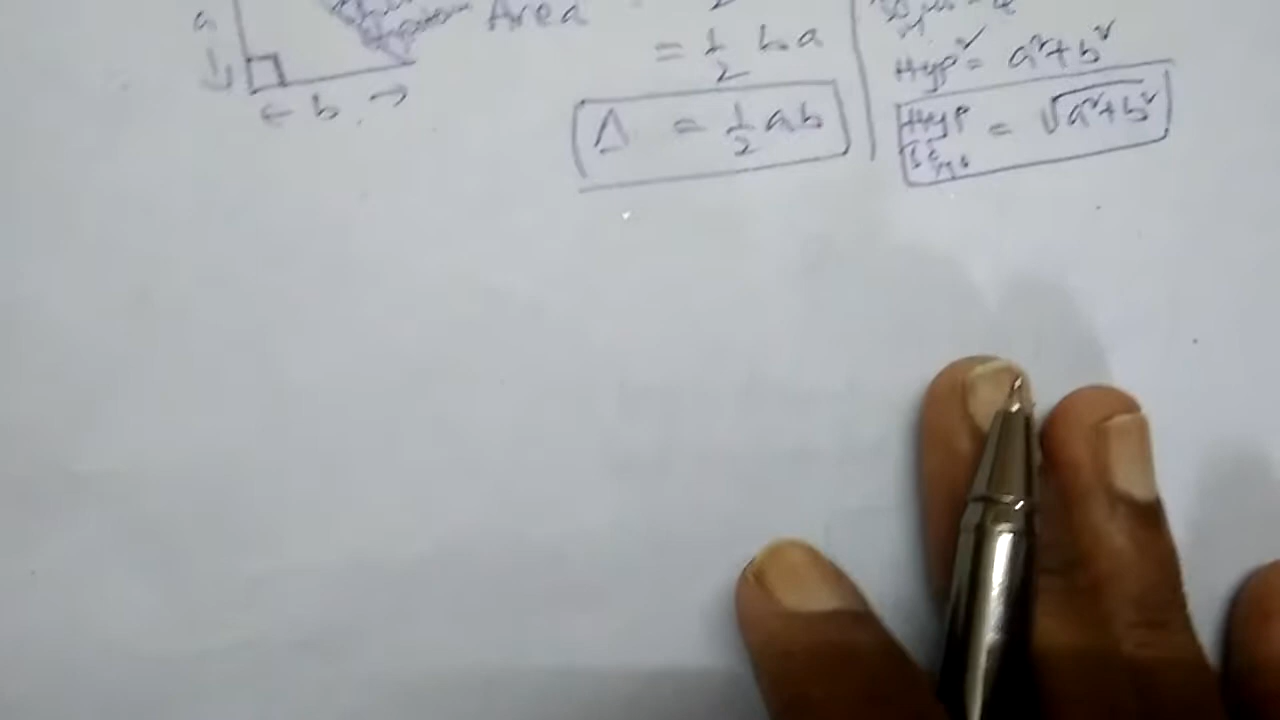 a
← b →
Area
= 1/2 ba
Δ = 1/2 ab
Hyp² = a² + b²
Hyp = √a² + b²